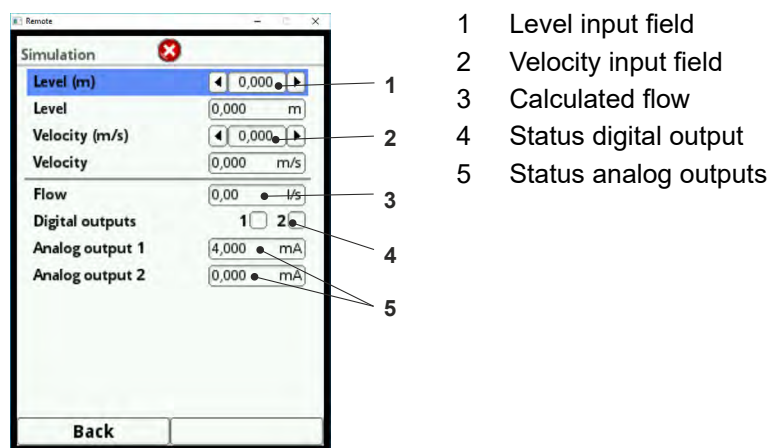 Remote
Simulation
Level (m) 0,000 1
Level 0,000 m
Velocity (m/s) 0,000 2
Velocity 0,000 m/s
Flow 0,00 l/s 3
Digital outputs 1 2 4
Analog output 1 4,000 mA
Analog output 2 0,000 mA 5
Back
1 Level input field
2 Velocity input field
3 Calculated flow
4 Status digital output
5 Status analog outputs